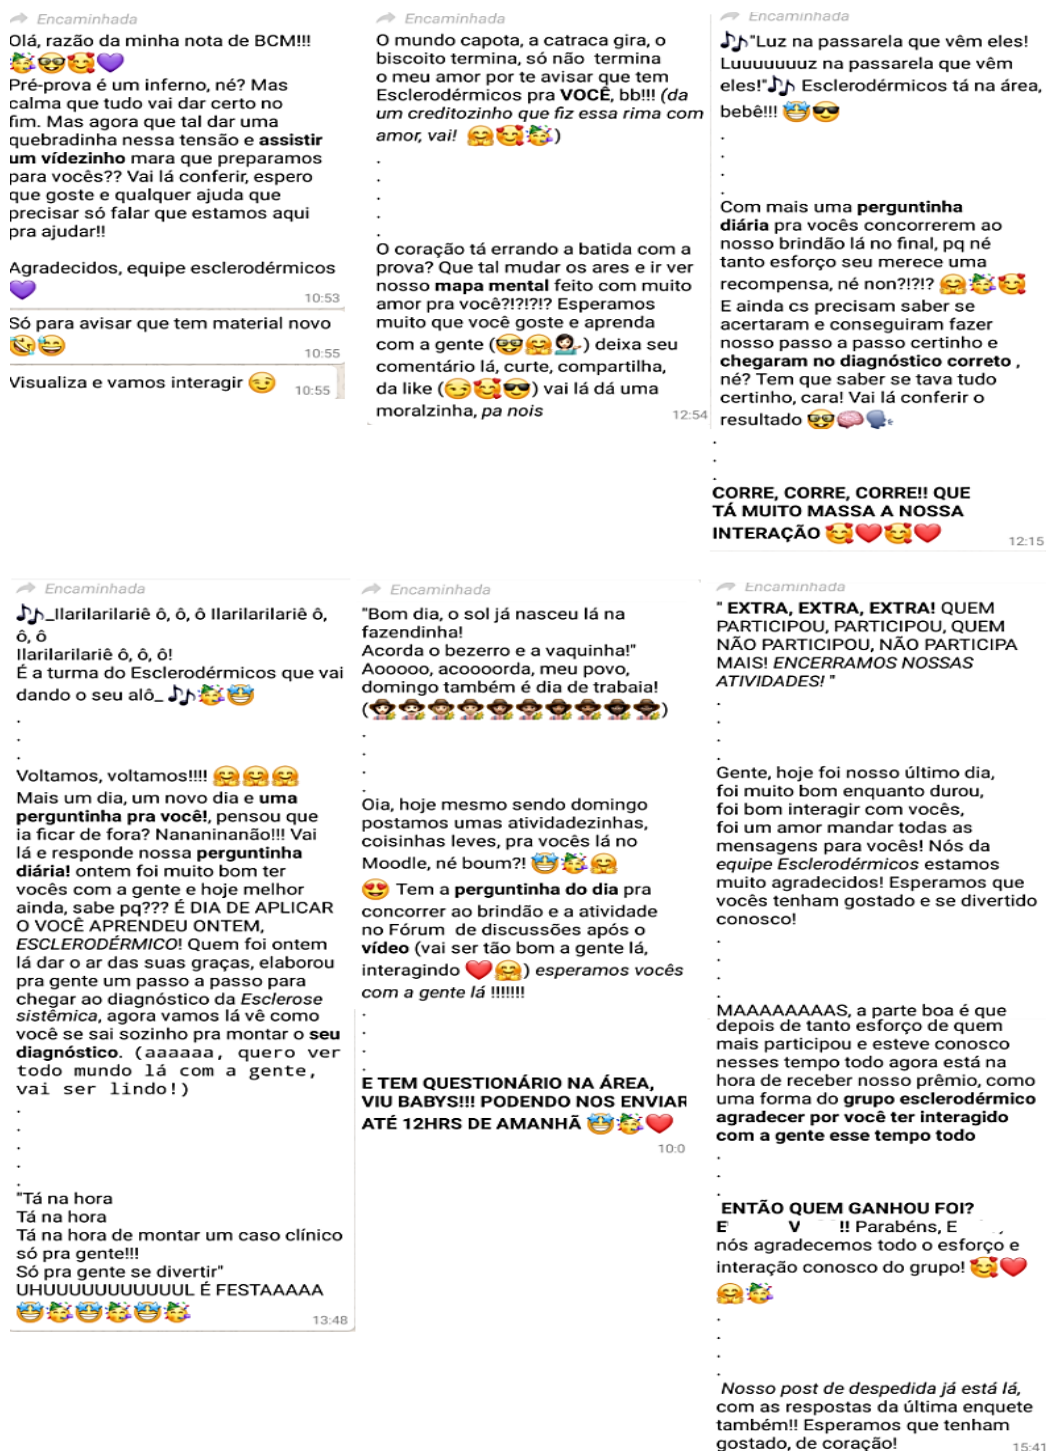 Encaminhada
Olá, razão da minha nota de BCM!!!
🥳🤓🥰💜
Pré-prova é um inferno, né? Mas
calma que tudo vai dar certo no
fim. Mas agora que tal dar uma
quebradinha nessa tensão e assistir
um vídezinho mara que preparamos
para vocês?? Vai lá conferir, espero
que goste e qualquer ajuda que
precisar só falar que estamos aqui
pra ajudar!!
Agradecidos, equipe esclerodérmicos
💜
10:53
Só para avisar que tem material novo
🤣😅
10:55
Visualiza e vamos interagir 😉
10:55
Encaminhada
O mundo capota, a catraca gira, o
biscoito termina, só não termina
o meu amor por te avisar que tem
Esclerodérmicos pra VOCÊ, bb!!! (da
um creditozinho que fiz essa rima com
amor, vai! 🤗🥰🥳)
.
.
.
.
.
O coração tá errando a batida com a
prova? Que tal mudar os ares e ir ver
nosso mapa mental feito com muito
amor pra você?!?!?!? Esperamos
muito que você goste e aprenda
com a gente (🤓🤗💁🏻‍♀️) deixa seu
comentário lá, curte, compartilha,
da like (😏🥰😎) vai lá dá uma
moralzinha, pa nois
12:54
Encaminhada
🎶"Luz na passarela que vêm eles!
Luuuuuuuz na passarela que vêm
eles!"🎶 Esclerodérmicos tá na área,
bebê!!! 🤩😎
.
.
.
.
Com mais uma perguntinha
diária pra vocês concorrerem ao
nosso brindão lá no final, pq né
tanto esforço seu merece uma
recompensa, né non?!?!? 🤗🥳🥰
E ainda cs precisam saber se
acertaram e conseguiram fazer
nosso passo a passo certinho e
chegaram no diagnóstico correto ,
né? Tem que saber se tava tudo
certinho, cara! Vai lá conferir o
resultado 🤓🧠🗣️
.
.
.
CORRE, CORRE, CORRE!! QUE
TÁ MUITO MASSA A NOSSA
INTERAÇÃO 🥰❤️🥰❤️
12:15
Encaminhada
🎶_Ilarilarilariê ô, ô, ô Ilarilarilariê ô,
ô, ô
Ilarilarilariê ô, ô, ô!
É a turma do Esclerodérmicos que vai
dando o seu alô_ 🎶🥳🤩
.
.
.
Voltamos, voltamos!!!! 🤗🤗🤗
Mais um dia, um novo dia e uma
perguntinha pra você!, pensou que
ia ficar de fora? Nananinanão!!! Vai
lá e responde nossa perguntinha
diária! ontem foi muito bom ter
vocês com a gente e hoje melhor
ainda, sabe pq??? É DIA DE APLICAR
O VOCÊ APRENDEU ONTEM,
ESCLERODÉRMICO! Quem foi ontem
lá dar o ar das suas graças, elaborou
pra gente um passo a passo para
chegar ao diagnóstico da Esclerose
sistêmica, agora vamos lá vê como
você se sai sozinho pra montar o seu
diagnóstico. (aaaaaa, quero ver
todo mundo lá com a gente,
vai ser lindo!)
.
.
.
.
.
"Tá na hora
Tá na hora
Tá na hora de montar um caso clínico
só pra gente!!!
Só pra gente se divertir"
UHUUUUUUUUUUUL É FESTAAAAA
🤩🥳🤩🥳🤩🥳
13:48
Encaminhada
"Bom dia, o sol já nasceu lá na
fazendinha!
Acorda o bezerro e a vaquinha!"
Aooooo, acooooorda, meu povo,
domingo também é dia de trabaia!
(👩🏻‍🌾👨🏻‍🌾👩🏼‍🌾👨🏼‍🌾👩🏽‍🌾👨🏽‍🌾👩🏾‍🌾👨🏾‍🌾👩🏿‍🌾👨🏿‍🌾)
.
.
.
.
Oia, hoje mesmo sendo domingo
postamos umas atividadezinhas,
coisinhas leves, pra vocês lá no
Moodle, né boum?! 🤩🥳🤗
😍 Tem a perguntinha do dia pra
concorrer ao brindão e a atividade
no Fórum de discussões após o
vídeo (vai ser tão bom a gente lá,
interagindo ❤️🤗) esperamos vocês
com a gente lá !!!!!!!
.
.
.
.
E TEM QUESTIONÁRIO NA ÁREA,
VIU BABYS!!! PODENDO NOS ENVIAR
ATÉ 12HRS DE AMANHÃ 🤩🥳❤️
10:0
Encaminhada
" EXTRA, EXTRA, EXTRA! QUEM
PARTICIPOU, PARTICIPOU, QUEM
NÃO PARTICIPOU, NÃO PARTICIPA
MAIS! ENCERRAMOS NOSSAS
ATIVIDADES! "
.
.
.
Gente, hoje foi nosso último dia,
foi muito bom enquanto durou,
foi bom interagir com vocês,
foi um amor mandar todas as
mensagens para vocês! Nós da
equipe Esclerodérmicos estamos
muito agradecidos! Esperamos que
vocês tenham gostado e se divertido
conosco!
.
.
.
.
MAAAAAAAAS, a parte boa é que
depois de tanto esforço de quem
mais participou e esteve conosco
nesses tempo todo agora está na
hora de receber nosso prêmio, como
uma forma do grupo esclerodérmico
agradecer por você ter interagido
com a gente esse tempo todo
.
.
.
ENTÃO QUEM GANHOU FOI?
E V !! Parabéns, E ,
nós agradecemos todo o esforço e
interação conosco do grupo! 🥰❤️
🤗🥳
.
.
.
.
Nosso post de despedida já está lá,
com as respostas da última enquete
também!! Esperamos que tenham
gostado, de coração!
15:41